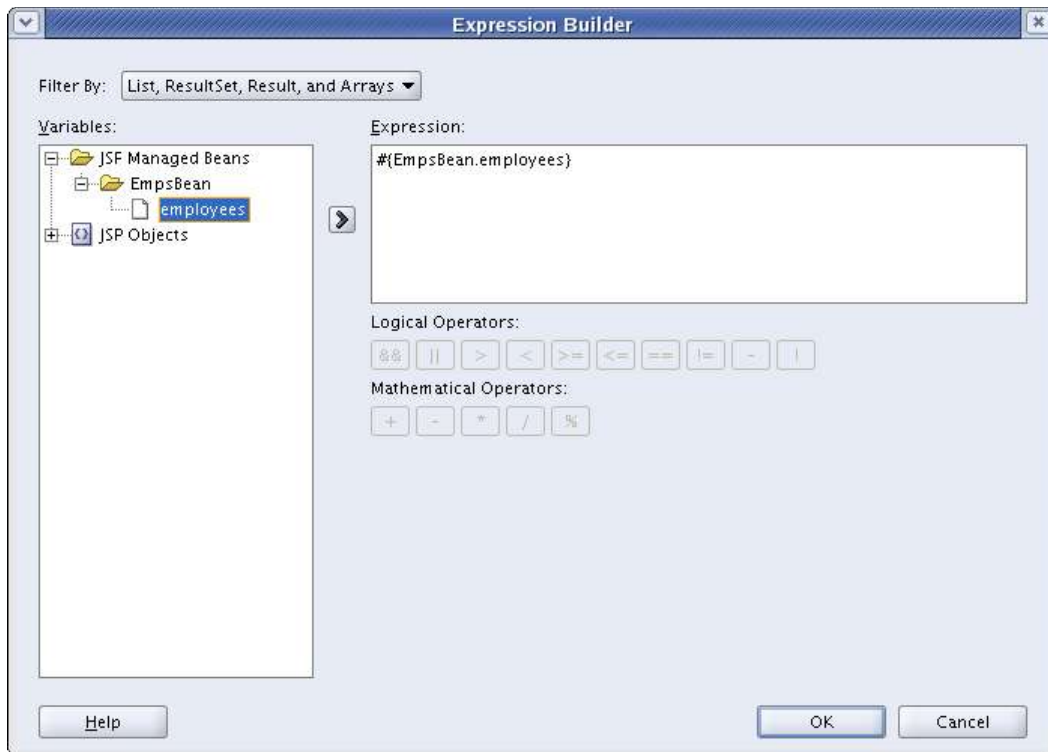 Expression Builder
Filter By: List, ResultSet, Result, and Arrays
Variables:
JSF Managed Beans
EmpsBean
employees
JSP Objects
Expression:
#{EmpsBean.employees}
Logical Operators:
&& || > < >= <= == != - !
Mathematical Operators:
+ - * / %
Help OK Cancel